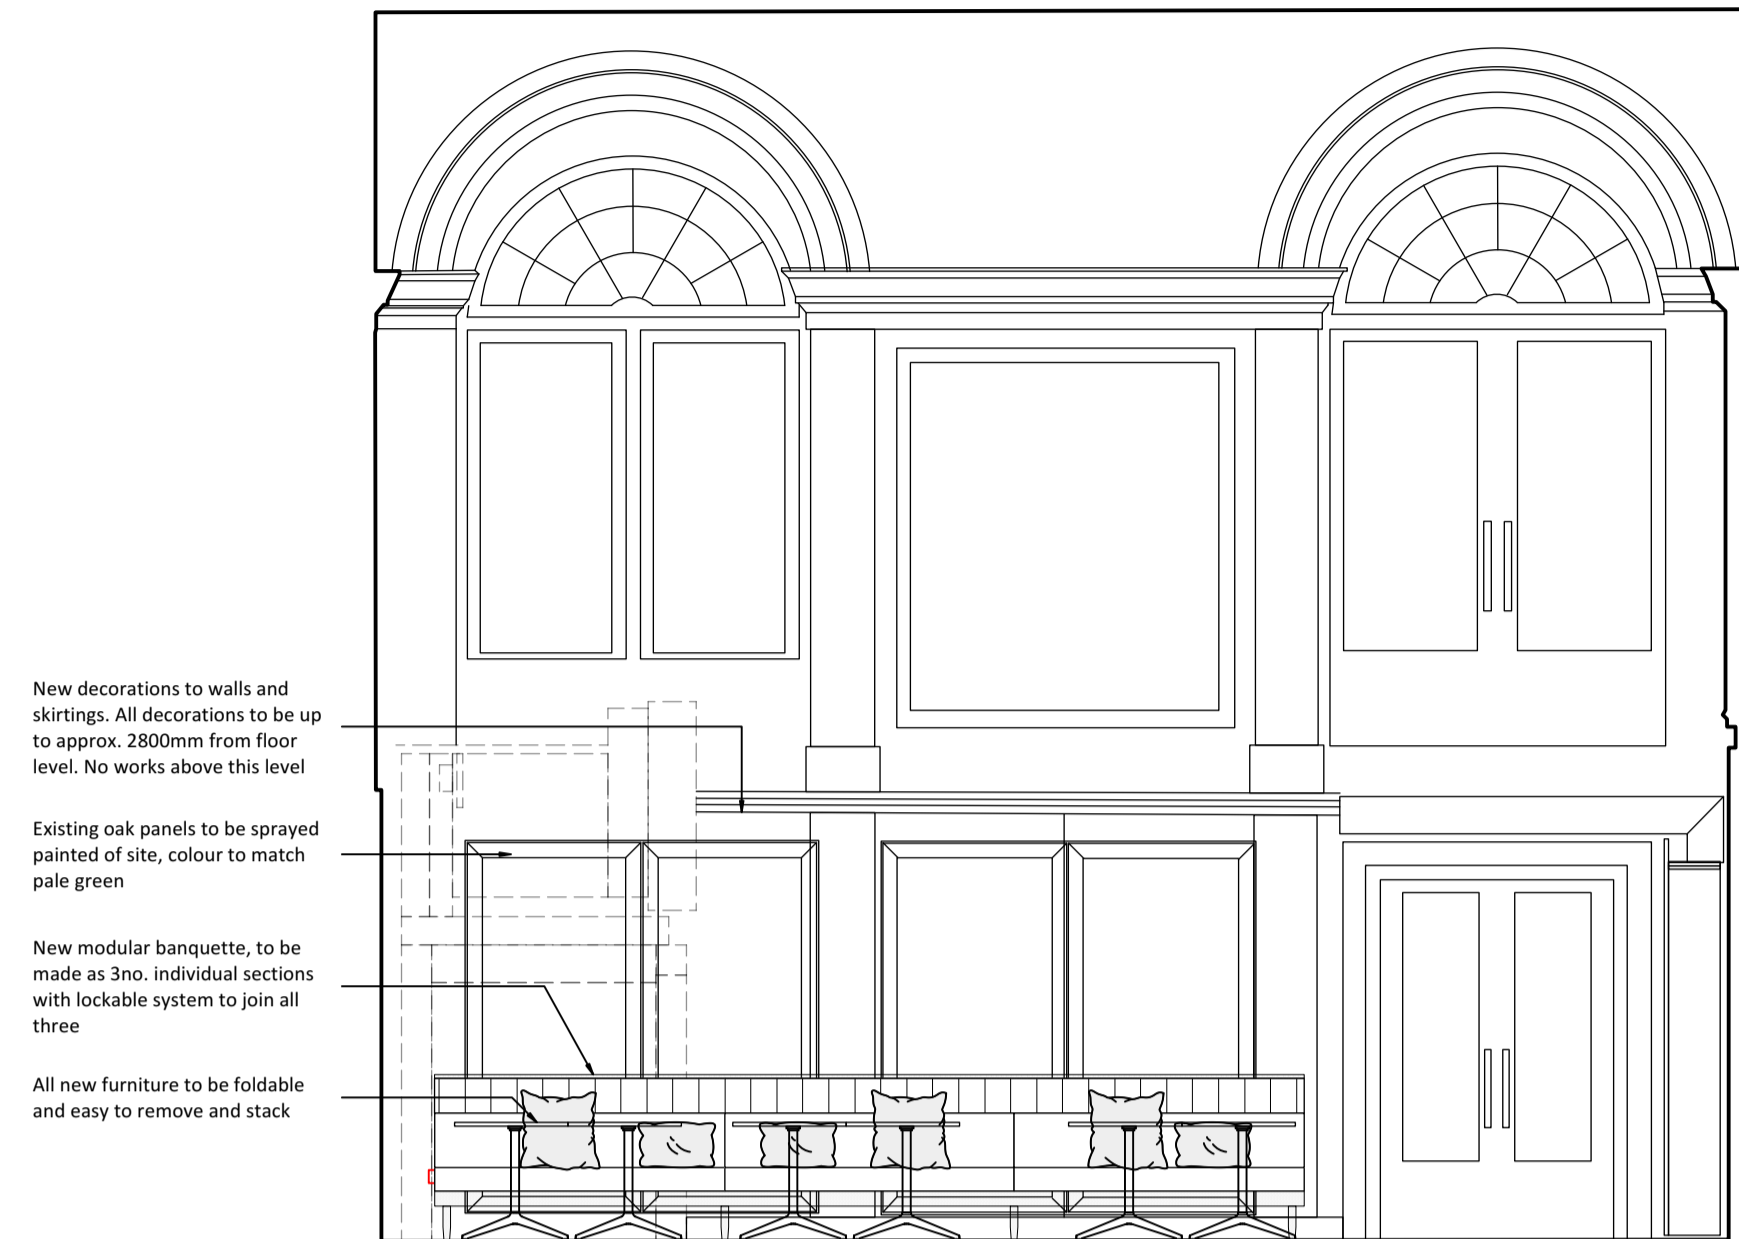 New decorations to walls and
skirtings. All decorations to be up
to approx. 2800mm from floor
level. No works above this level
Existing oak panels to be sprayed
painted of site, colour to match
pale green
New modular banquette, to be
made as 3no. individual sections
with lockable system to join all
three
All new furniture to be foldable
and easy to remove and stack